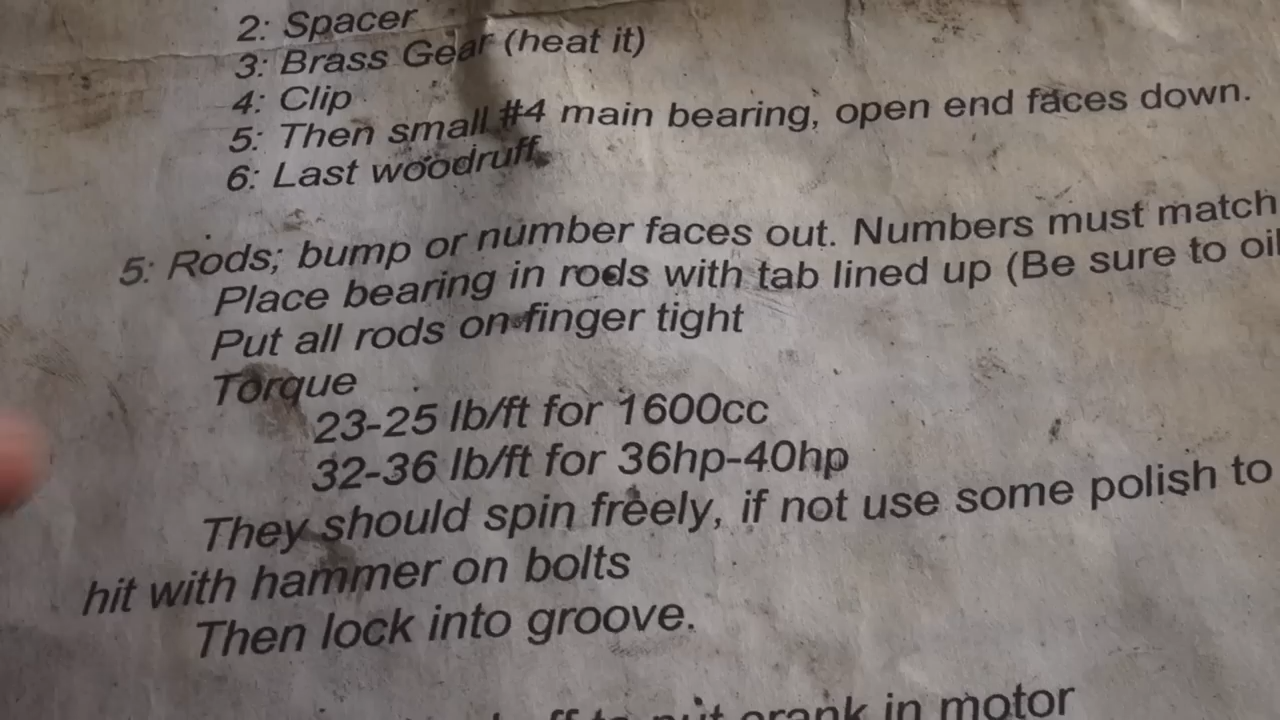 2: Spacer
3: Brass Gear (heat it)
4: Clip
5: Then small #4 main bearing, open end faces down.
6: Last woodruff
5: Rods; bump or number faces out. Numbers must match
Place bearing in rods with tab lined up (Be sure to oil
Put all rods on finger tight
Torque
23-25 lb/ft for 1600cc
32-36 lb/ft for 36hp-40hp
They should spin freely, if not use some polish to
hit with hammer on bolts
Then lock into groove.
to put crank in motor